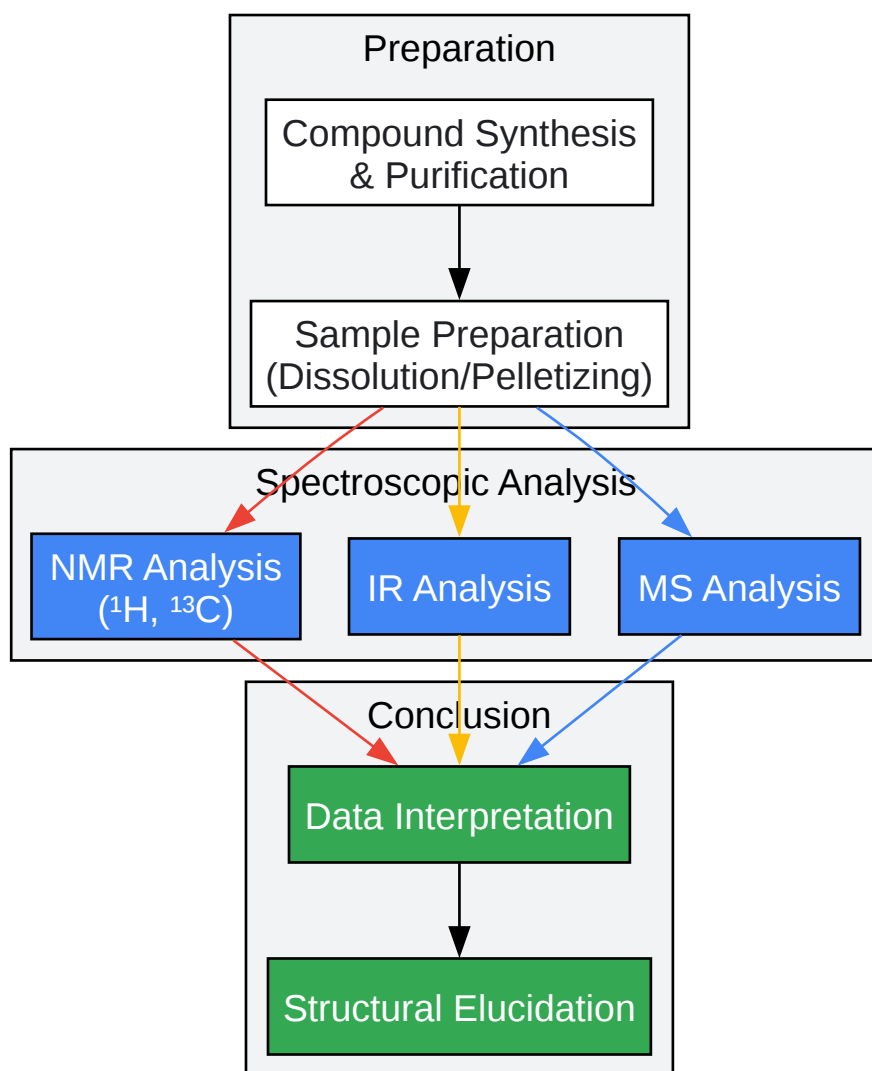 Preparation
Compound Synthesis
& Purification
Sample Preparation
(Dissolution/Pelletizing)
Spectroscopic Analysis
NMR Analysis
(¹H, ¹³C)
IR Analysis
MS Analysis
Conclusion
Data Interpretation
Structural Elucidation